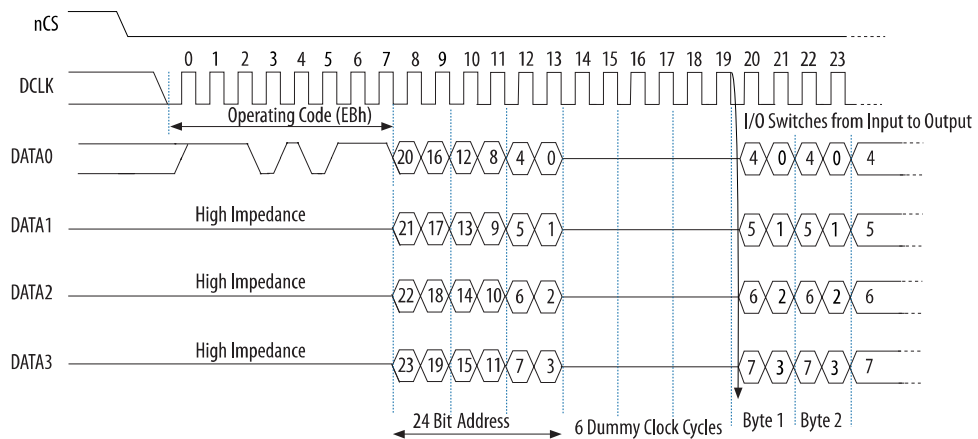 nCS
0 1 2 3 4 5 6 7 8 9 10 11 12 13 14 15 16 17 18 19 20 21 22 23
DCLK
Operating Code (EBh)
I/O Switches from Input to Output
DATA0 20 16 12 8 4 0 4 0 4 0 4
DATA1 High Impedance 21 17 13 9 5 1 5 1 5 1 5
DATA2 High Impedance 22 18 14 10 6 2 6 2 6 2 6
DATA3 High Impedance 23 19 15 11 7 3 7 3 7 3 7
24 Bit Address 6 Dummy Clock Cycles Byte 1 Byte 2